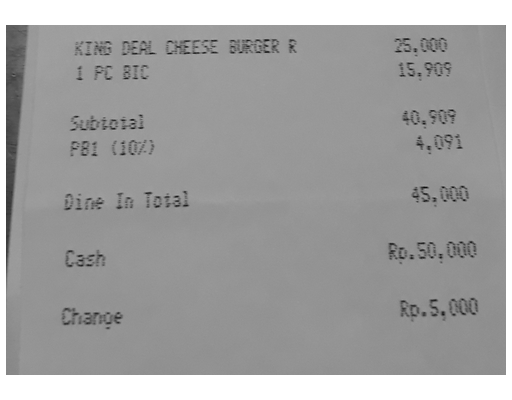 KING DEAL CHEESE BURGER R 25,000
1 PC BIC 15,909
Subtotal 40,909
PB1 (10%) 4,091
Dine In Total 45,000
Cash Rp.50,000
Change Rp.5,000